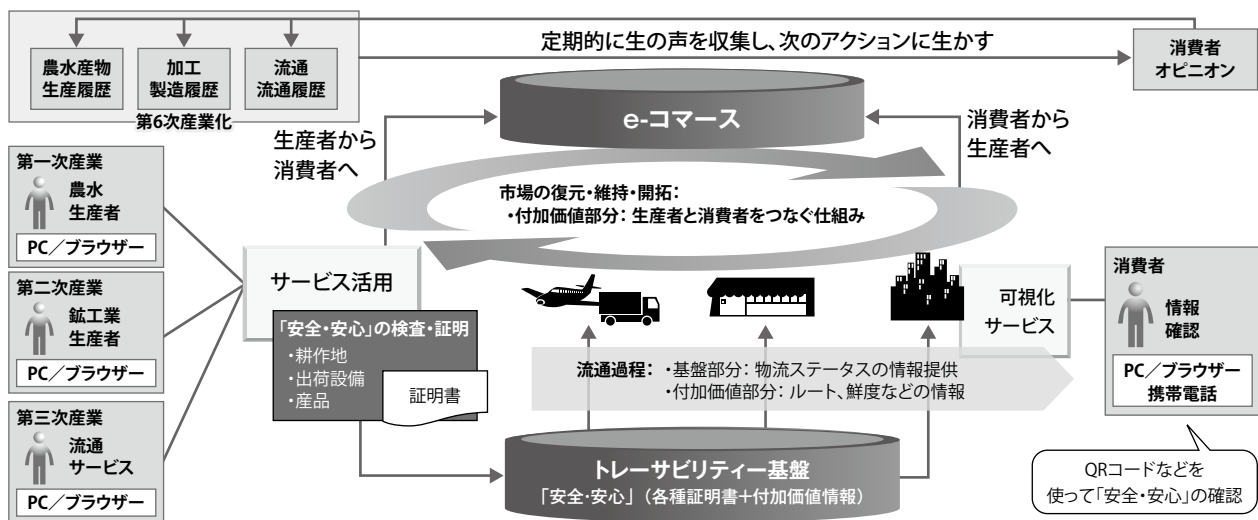 定期的に生の声を収集し、次のアクションに生かす
農水産物
生産履歴
加工
製造履歴
流通
流通履歴
第6次産業化
消費者
オピニオン
e-コマース
生産者から
消費者へ
消費者から
生産者へ
市場の復元・維持・開拓:
・付加価値部分: 生産者と消費者をつなぐ仕組み
第一次産業
農水
生産者
PC/ブラウザー
第二次産業
鉱工業
生産者
PC/ブラウザー
第三次産業
流通
サービス
PC/ブラウザー
サービス活用
「安全・安心」の検査・証明
・耕作地
・出荷設備
・産品
証明書
流通過程: ・基盤部分: 物流ステータスの情報提供
・付加価値部分: ルート、鮮度などの情報
トレーサビリティー基盤
「安全・安心」(各種証明書+付加価値情報)
可視化
サービス
消費者
情報
確認
PC/ブラウザー
携帯電話
QRコードなどを
使って「安全・安心」の確認